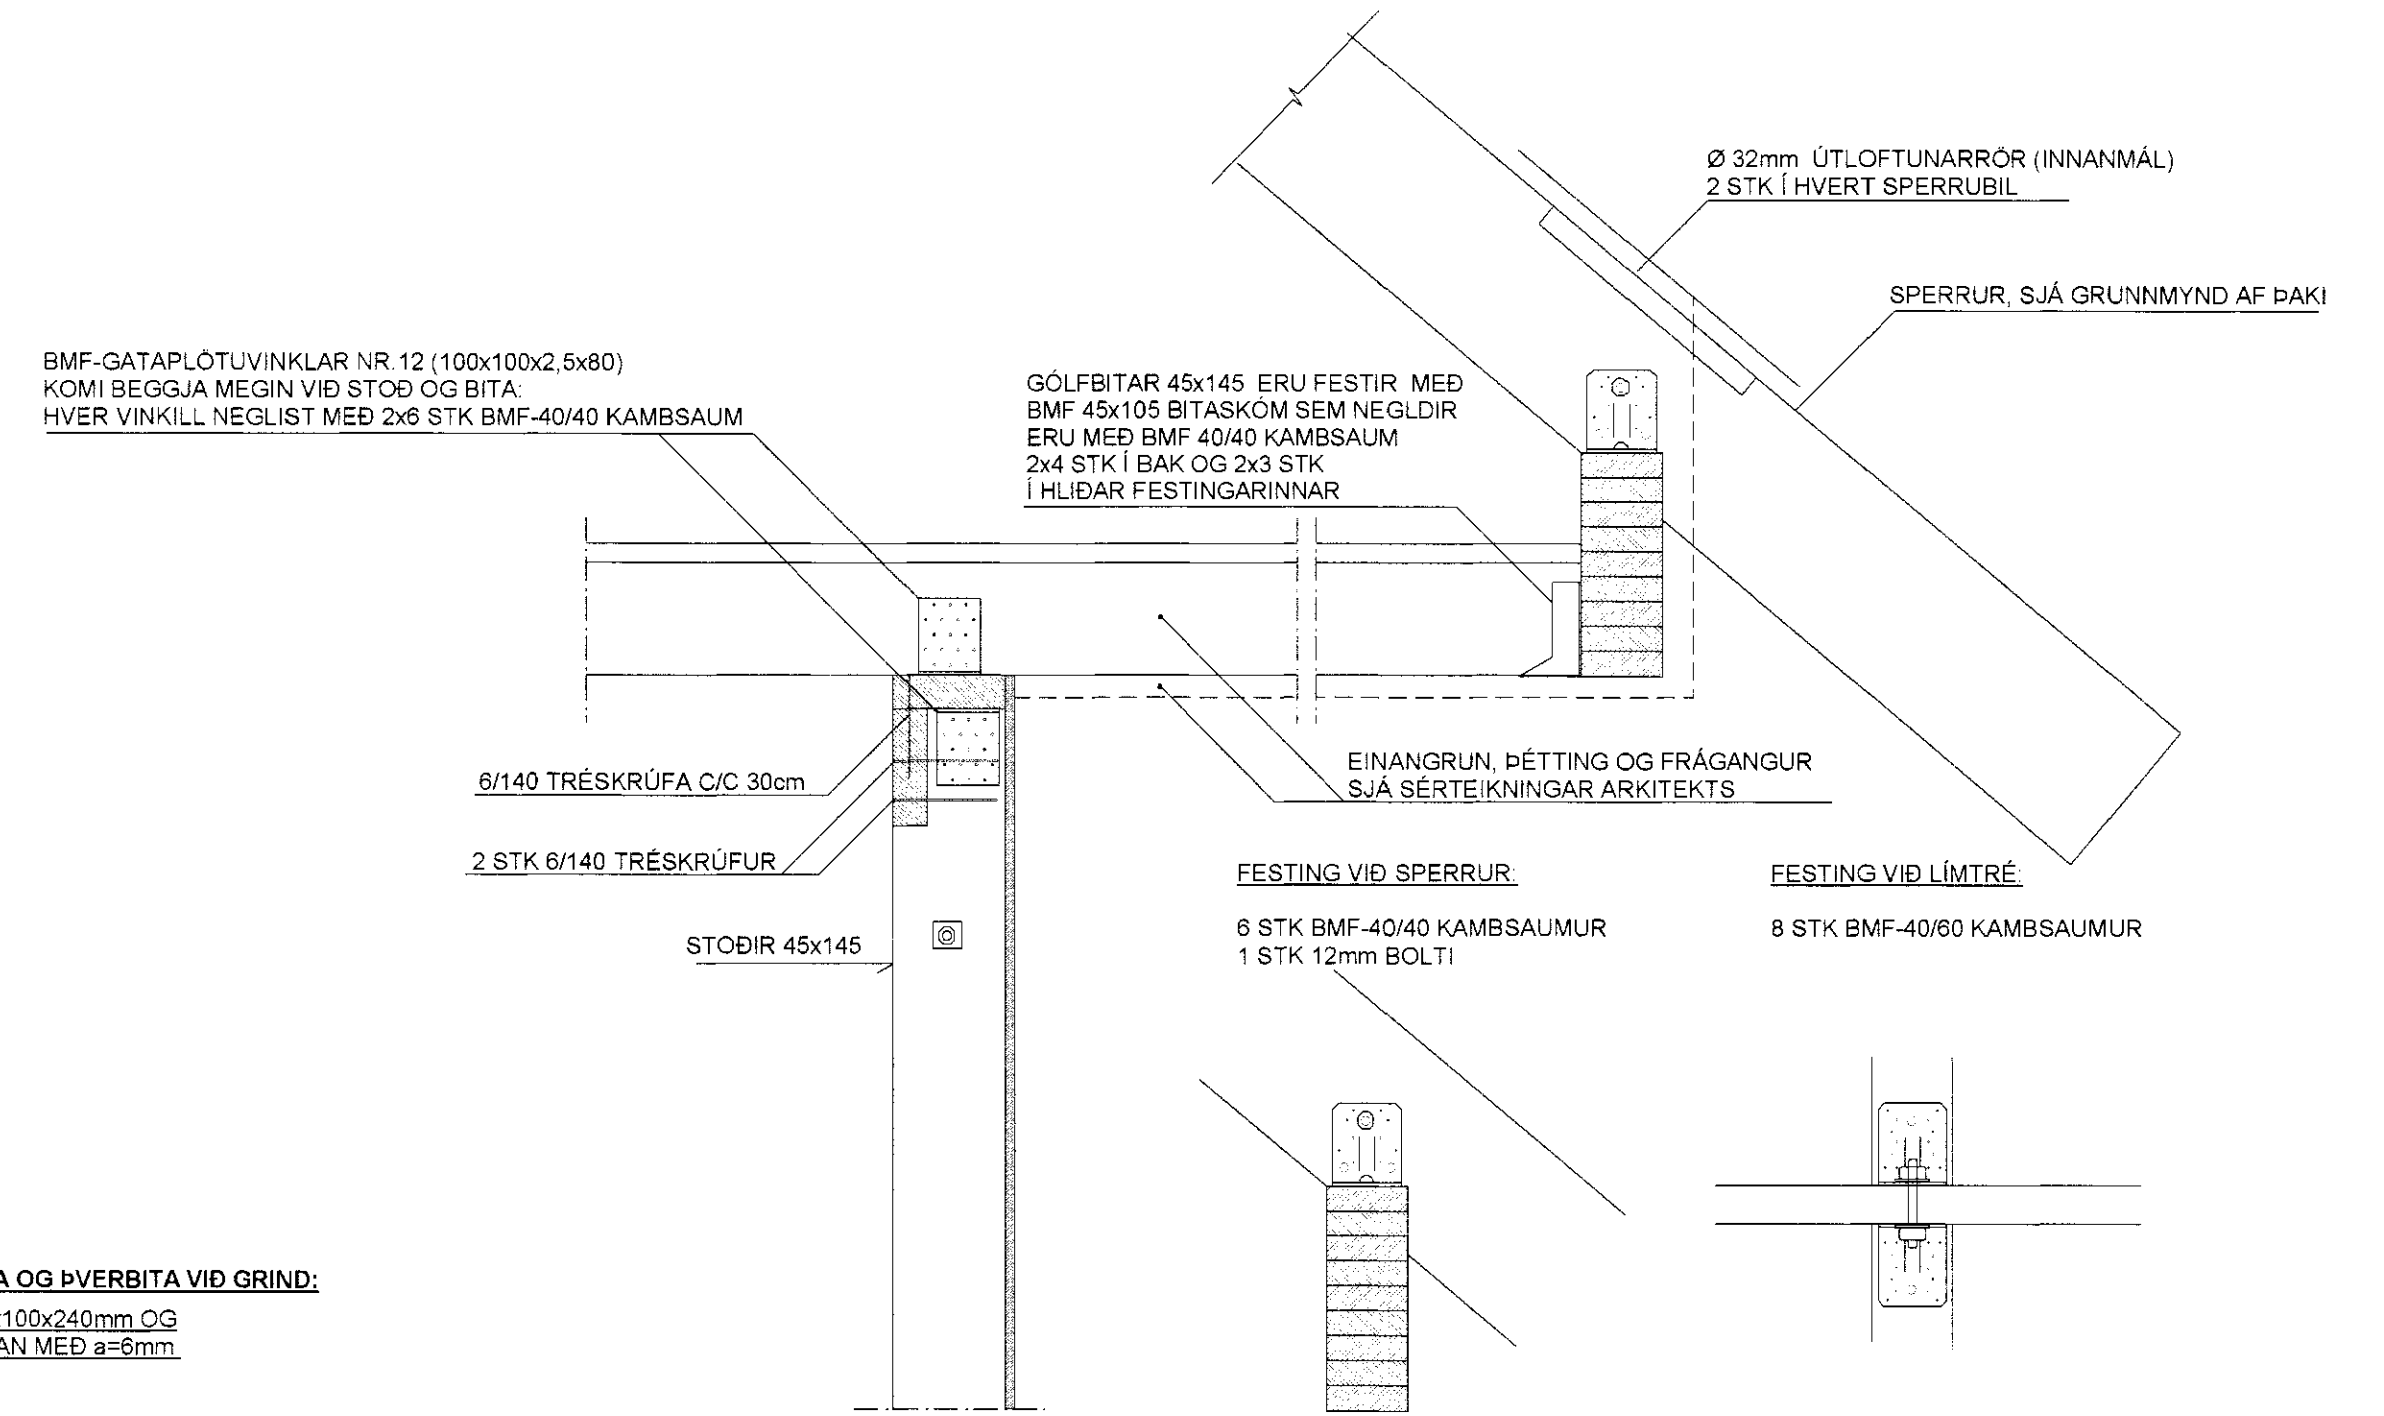 Ø 32mm ÚTLOFTUNARRÖR (INNANMÁL)
2 STK Í HVERT SPERRUBIL
SPERRUR, SJÁ GRUNNMYND AF ÞAKI
BMF-GATAPLÖTUVINKLAR NR.12 (100x100x2,5x80)
KOMI BEGGJA MEGIN VIÐ STOÐ OG BITA:
HVER VINKILL NEGLIST MEÐ 2x6 STK BMF-40/40 KAMBSAUM
GÓLFBITAR 45x145 ERU FESTIR MEÐ
BMF 45x105 BITASKÓM SEM NEGLDIR
ERU MEÐ BMF 40/40 KAMBSAUM
2x4 STK Í BAK OG 2x3 STK
Í HLIÐAR FESTINGARINNAR
6/140 TRÉSKRÚFA C/C 30cm
2 STK 6/140 TRÉSKRÚFUR
STOÐIR 45x145
EINANGRUN, ÞÉTTING OG FRÁGANGUR
SJÁ SÉRTEIKNINGAR ARKITEKTS
FESTING VIÐ SPERRUR:
6 STK BMF-40/40 KAMBSAUMUR
1 STK 12mm BOLTI
FESTING VIÐ LÍMTRÉ:
8 STK BMF-40/60 KAMBSAUMUR
A OG ÞVERBITA VIÐ GRIND:
x100x240mm OG
AN MEÐ a=6mm